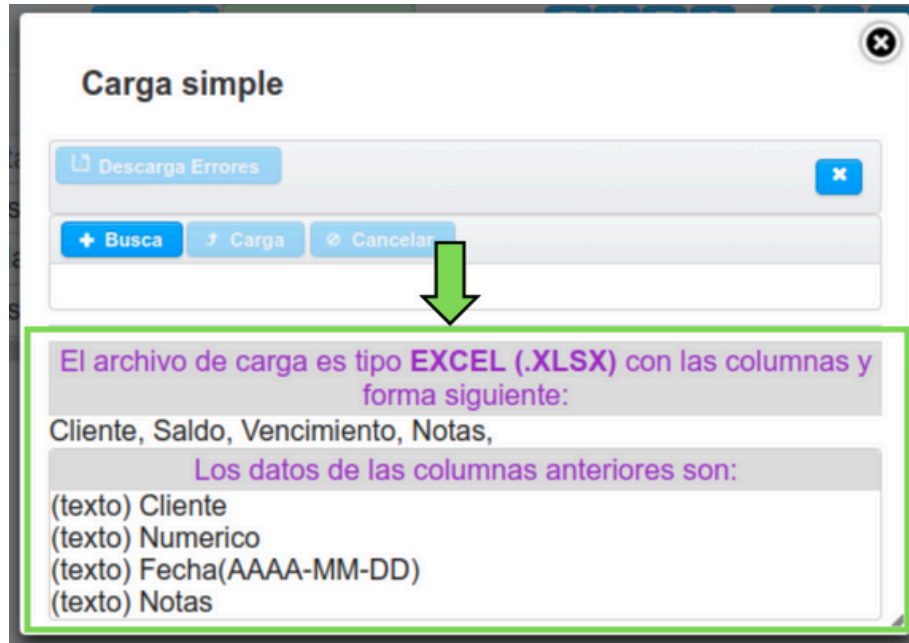 Carga simple
Descarga Errores
Busca
Carga
Cancelar
El archivo de carga es tipo EXCEL (.XLSX) con las columnas y
forma siguiente:
Cliente, Saldo, Vencimiento, Notas,
Los datos de las columnas anteriores son:
(texto) Cliente
(texto) Numerico
(texto) Fecha(AAAA-MM-DD)
(texto) Notas